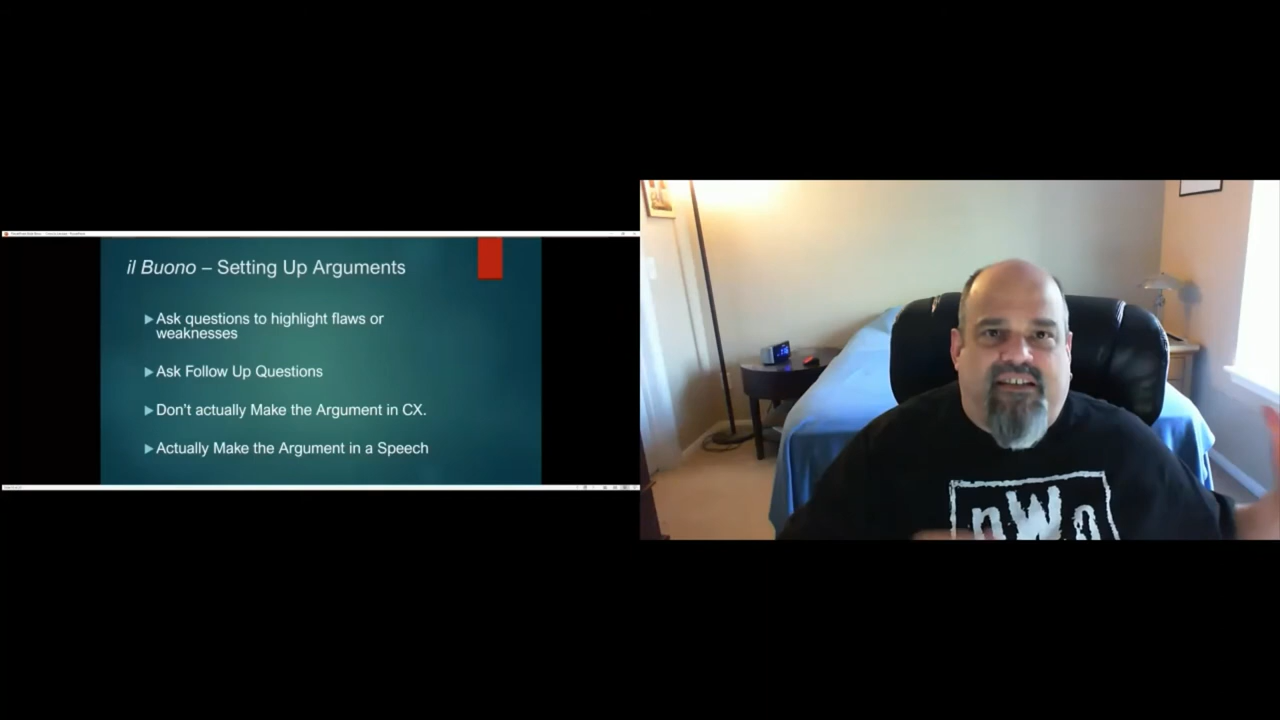 il Buono – Setting Up Arguments
Ask questions to highlight flaws or
weaknesses
Ask Follow Up Questions
Don't actually Make the Argument in CX.
Actually Make the Argument in a Speech
nWo